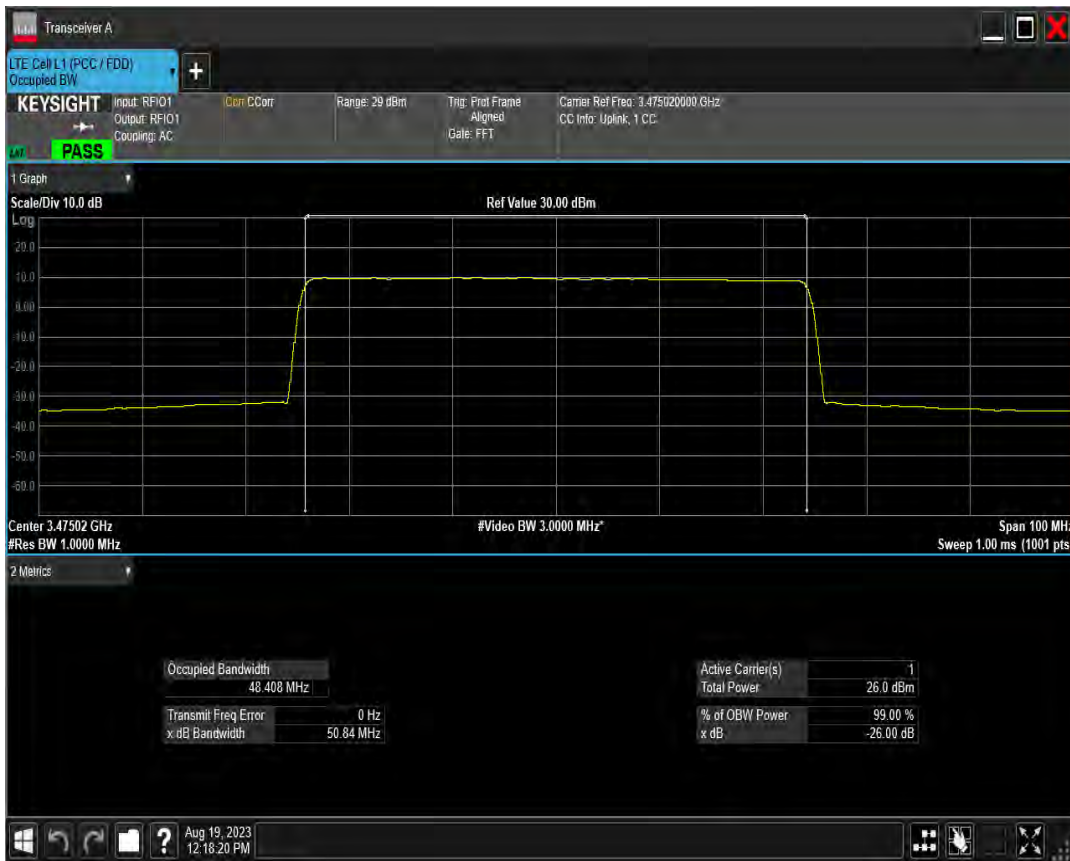 Transceiver A
LTE Cell L1 (PCC / FDD)
Occupied BW
KEYSIGHT
Input: RFIO1
Output: RFIO1
Coupling: AC
Corr CCorr
Range: 29 dBm
Trig: Prot Frame
Aligned
Gate: FFT
Carrier Ref Freq: 3.475020000 GHz
CC Info: Uplink, 1 CC
PASS
1 Graph
Scale/Div 10.0 dB
Ref Value 30.00 dBm
Log
20.0
10.0
0.00
-10.0
-20.0
-30.0
-40.0
-50.0
-60.0
Center 3.47502 GHz
#Video BW 3.0000 MHz*
Span 100 MHz
#Res BW 1.0000 MHz
Sweep 1.00 ms (1001 pts
2 Metrics
Occupied Bandwidth
48.408 MHz
Transmit Freq Error 0 Hz
x dB Bandwidth 50.84 MHz
Active Carrier(s) 1
Total Power 26.0 dBm
% of OBW Power 99.00 %
x dB -26.00 dB
Aug 19, 2023
12:18:20 PM